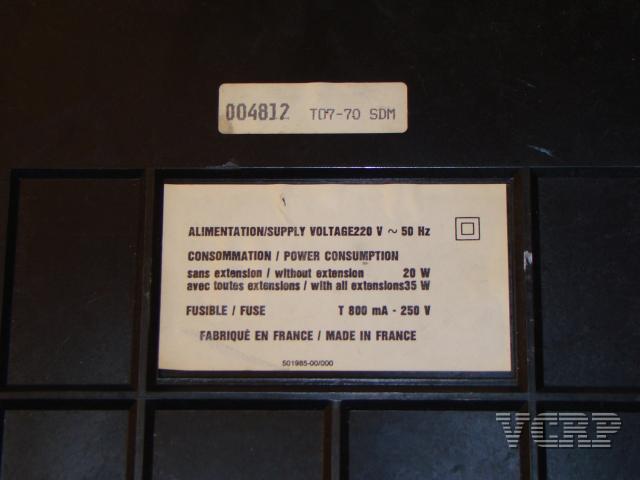 004812 TO7-70 SDM
ALIMENTATION/SUPPLY VOLTAGE220 V ~ 50 Hz
CONSOMMATION / POWER CONSUMPTION
sans extension / without extension 20 W
avec toutes extensions / with all extensions35 W
FUSIBLE / FUSE T 800 mA - 250 V
FABRIQUÉ EN FRANCE / MADE IN FRANCE
501985-00/000
VCRP